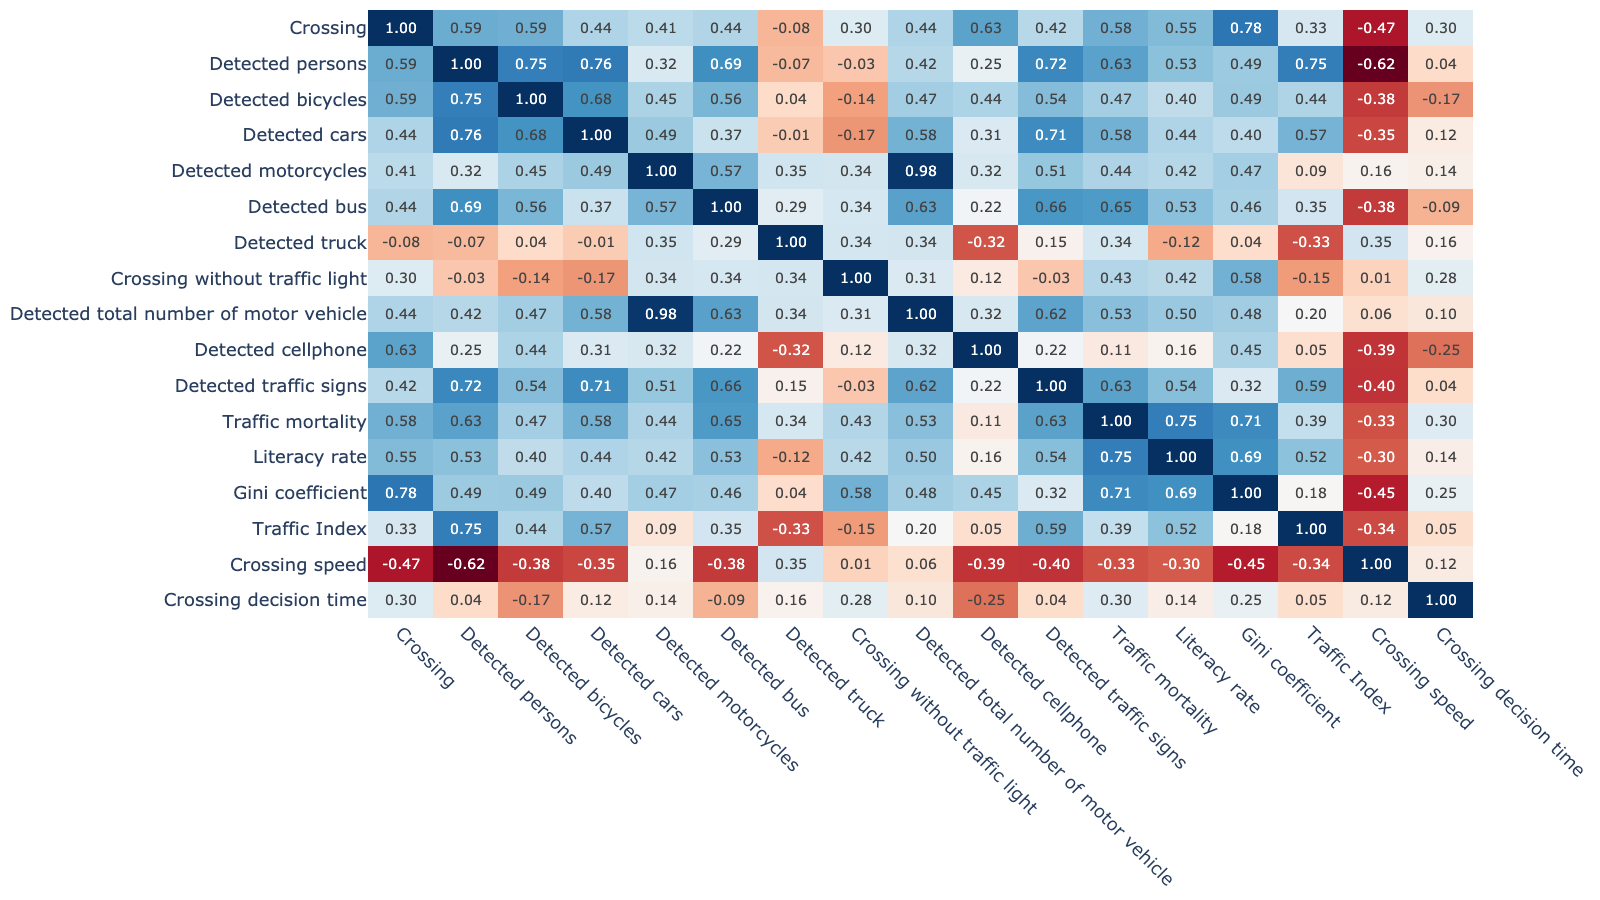 Crossing 1.00 0.59 0.59 0.44 0.41 0.44 -0.08 0.30 0.44 0.63 0.42 0.58 0.55 0.78 0.33 -0.47 0.30
Detected persons 0.59 1.00 0.75 0.76 0.32 0.69 -0.07 -0.03 0.42 0.25 0.72 0.63 0.53 0.49 0.75 -0.62 0.04
Detected bicycles 0.59 0.75 1.00 0.68 0.45 0.56 0.04 -0.14 0.47 0.44 0.54 0.47 0.40 0.49 0.44 -0.38 -0.17
Detected cars 0.44 0.76 0.68 1.00 0.49 0.37 -0.01 -0.17 0.58 0.31 0.71 0.58 0.44 0.40 0.57 -0.35 0.12
Detected motorcycles 0.41 0.32 0.45 0.49 1.00 0.57 0.35 0.34 0.98 0.32 0.51 0.44 0.42 0.47 0.09 0.16 0.14
Detected bus 0.44 0.69 0.56 0.37 0.57 1.00 0.29 0.34 0.63 0.22 0.66 0.65 0.53 0.46 0.35 -0.38 -0.09
Detected truck -0.08 -0.07 0.04 -0.01 0.35 0.29 1.00 0.34 0.34 -0.32 0.15 0.34 -0.12 0.04 -0.33 0.35 0.16
Crossing without traffic light 0.30 -0.03 -0.14 -0.17 0.34 0.34 0.34 1.00 0.31 0.12 -0.03 0.43 0.42 0.58 -0.15 0.01 0.28
Detected total number of motor vehicle 0.44 0.42 0.47 0.58 0.98 0.63 0.34 0.31 1.00 0.32 0.62 0.53 0.50 0.48 0.20 0.06 0.10
Detected cellphone 0.63 0.25 0.44 0.31 0.32 0.22 -0.32 0.12 0.32 1.00 0.22 0.11 0.16 0.45 0.05 -0.39 -0.25
Detected traffic signs 0.42 0.72 0.54 0.71 0.51 0.66 0.15 -0.03 0.62 0.22 1.00 0.63 0.54 0.32 0.59 -0.40 0.04
Traffic mortality 0.58 0.63 0.47 0.58 0.44 0.65 0.34 0.43 0.53 0.11 0.63 1.00 0.75 0.71 0.39 -0.33 0.30
Literacy rate 0.55 0.53 0.40 0.44 0.42 0.53 -0.12 0.42 0.50 0.16 0.54 0.75 1.00 0.69 0.52 -0.30 0.14
Gini coefficient 0.78 0.49 0.49 0.40 0.47 0.46 0.04 0.58 0.48 0.45 0.32 0.71 0.69 1.00 0.18 -0.45 0.25
Traffic Index 0.33 0.75 0.44 0.57 0.09 0.35 -0.33 -0.15 0.20 0.05 0.59 0.39 0.52 0.18 1.00 -0.34 0.05
Crossing speed -0.47 -0.62 -0.38 -0.35 0.16 -0.38 0.35 0.01 0.06 -0.39 -0.40 -0.33 -0.30 -0.45 -0.34 1.00 0.12
Crossing decision time 0.30 0.04 -0.17 0.12 0.14 -0.09 0.16 0.28 0.10 -0.25 0.04 0.30 0.14 0.25 0.05 0.12 1.00
Crossing
Detected persons
Detected bicycles
Detected cars
Detected motorcycles
Detected bus
Detected truck
Crossing without traffic light
Detected total number of motor vehicle
Detected cellphone
Detected traffic signs
Traffic mortality
Literacy rate
Gini coefficient
Traffic Index
Crossing speed
Crossing decision time